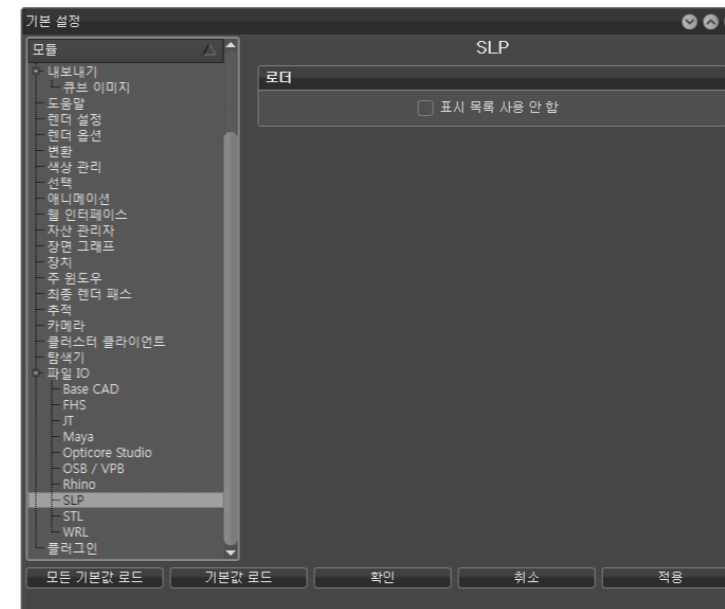 기본 설정
모듈
내보내기
큐브 이미지
도움말
렌더 설정
렌더 옵션
변환
색상 관리
선택
애니메이션
웹 인터페이스
자산 관리자
장면 그래프
장치
주 윈도우
최종 렌더 패스
추적
카메라
클러스터 클라이언트
탐색기
파일 IO
Base CAD
FHS
JT
Maya
Opticore Studio
OSB / VPB
Rhino
SLP
STL
WRL
플러그인
SLP
로더
표시 목록 사용 안 함
모든 기본값 로드 기본값 로드 확인 취소 적용